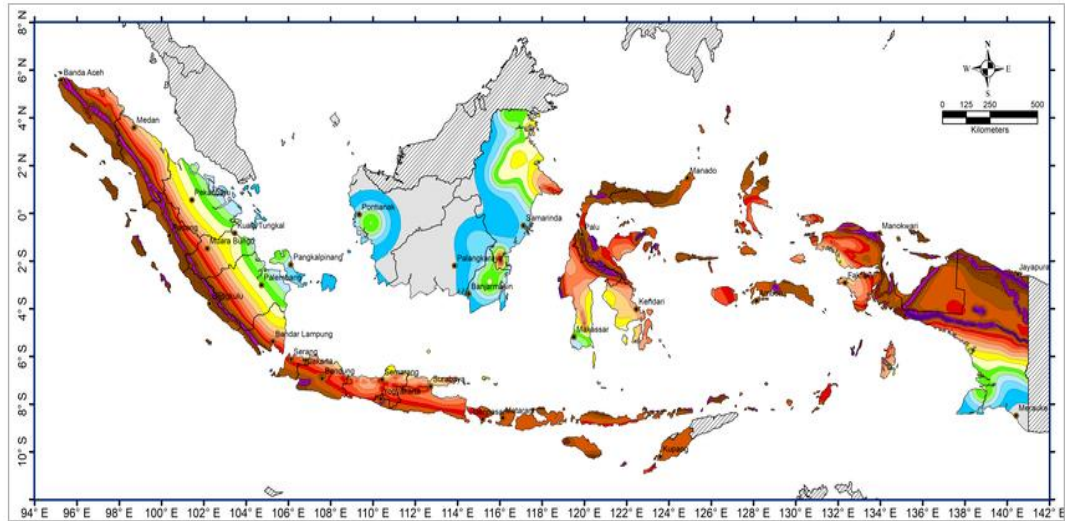 8° N
6° N
4° N
2° N
0°
2° S
4° S
6° S
8° S
10° S
N
W E
S
0 125 250 500
Kilometers
Banda Aceh
Medan
Kuala Tungkal
Muara Bungo
Pangkalpinang
Palembang
Bandar Lampung
Serang
Bandung
Semarang
Surabaya
Mataram
Kupang
Pontianak
Samarinda
Banjarmasin
Palu
Manado
Kendari
Makassar
Manokwari
Jayapura
Merauke
94° E 96° E 98° E 100° E 102° E 104° E 106° E 108° E 110° E 112° E 114° E 116° E 118° E 120° E 122° E 124° E 126° E 128° E 130° E 132° E 134° E 136° E 138° E 140° E 142° E